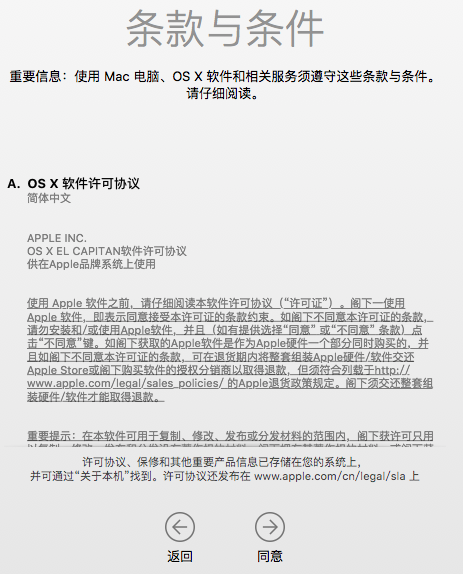 条款与条件
重要信息：使用 Mac 电脑、OS X 软件和相关服务须遵守这些条款与条件。
请仔细阅读。
A. OS X 软件许可协议
简体中文
APPLE INC.
OS X EL CAPITAN软件许可协议
供在Apple品牌系统上使用
使用 Apple 软件之前，请仔细阅读本软件许可协议（“许可证”）。阁下一使用
Apple 软件，即表示同意接受本许可证的条款约束。如阁下不同意本许可证的条款，
请勿安装和/或使用Apple软件，并且（如有提供选择“同意” 或“不同意” 条款）点
击“不同意”键。如阁下获取的Apple软件是作为Apple硬件一个部分同时购买的，并
且如阁下不同意本许可证的条款，可在退货期内将整套组装Apple硬件/软件交还
Apple Store或阁下购买软件的授权分销商以取得退款，但须符合列载于http://
www.apple.com/legal/sales_policies/ 的Apple退货政策规定。阁下须交还整套组
装硬件/软件才能取得退款。
重要提示：在本软件可用于复制、修改、发布或分发材料的范围内，阁下获许可只用
许可协议、保修和其他重要产品信息已存储在您的系统上，
并可通过“关于本机”找到。许可协议还发布在 www.apple.com/cn/legal/sla 上
返回
同意